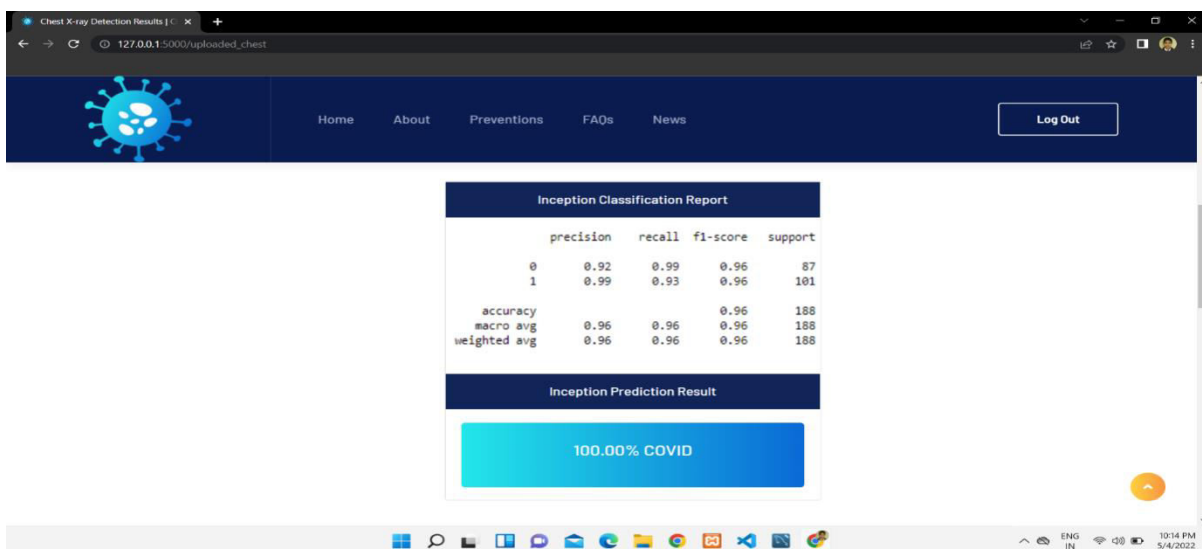 Chest X-ray Detection Results | C
127.0.0.1:5000/uploaded_chest
Home About Preventions FAQs News Log Out
Inception Classification Report
precision recall f1-score support
0 0.92 0.99 0.96 87
1 0.99 0.93 0.96 101
accuracy 0.96 188
macro avg 0.96 0.96 0.96 188
weighted avg 0.96 0.96 0.96 188
Inception Prediction Result
100.00% COVID
ENG 10:14 PM
IN 5/4/2022